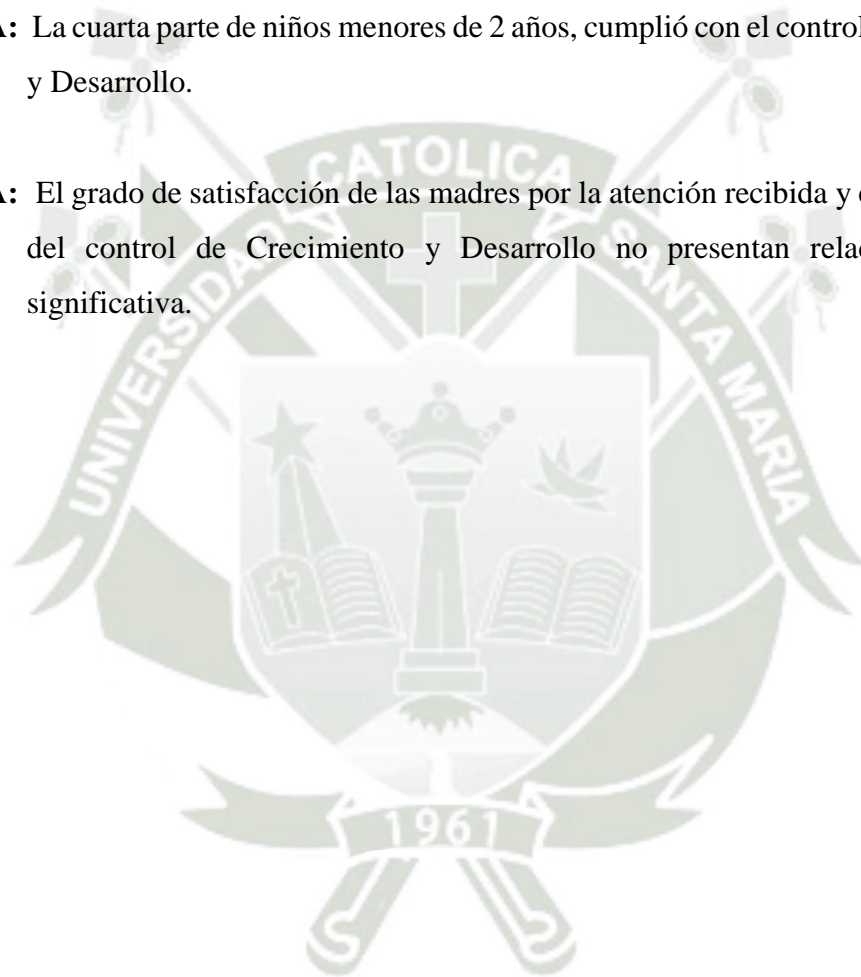 A: La cuarta parte de niños menores de 2 años, cumplió con el control
y Desarrollo.
A: El grado de satisfacción de las madres por la atención recibida y
del control de Crecimiento y Desarrollo no presentan
significativa.
UNIVERSIDAD CATOLICA SANTA MARIA
1961